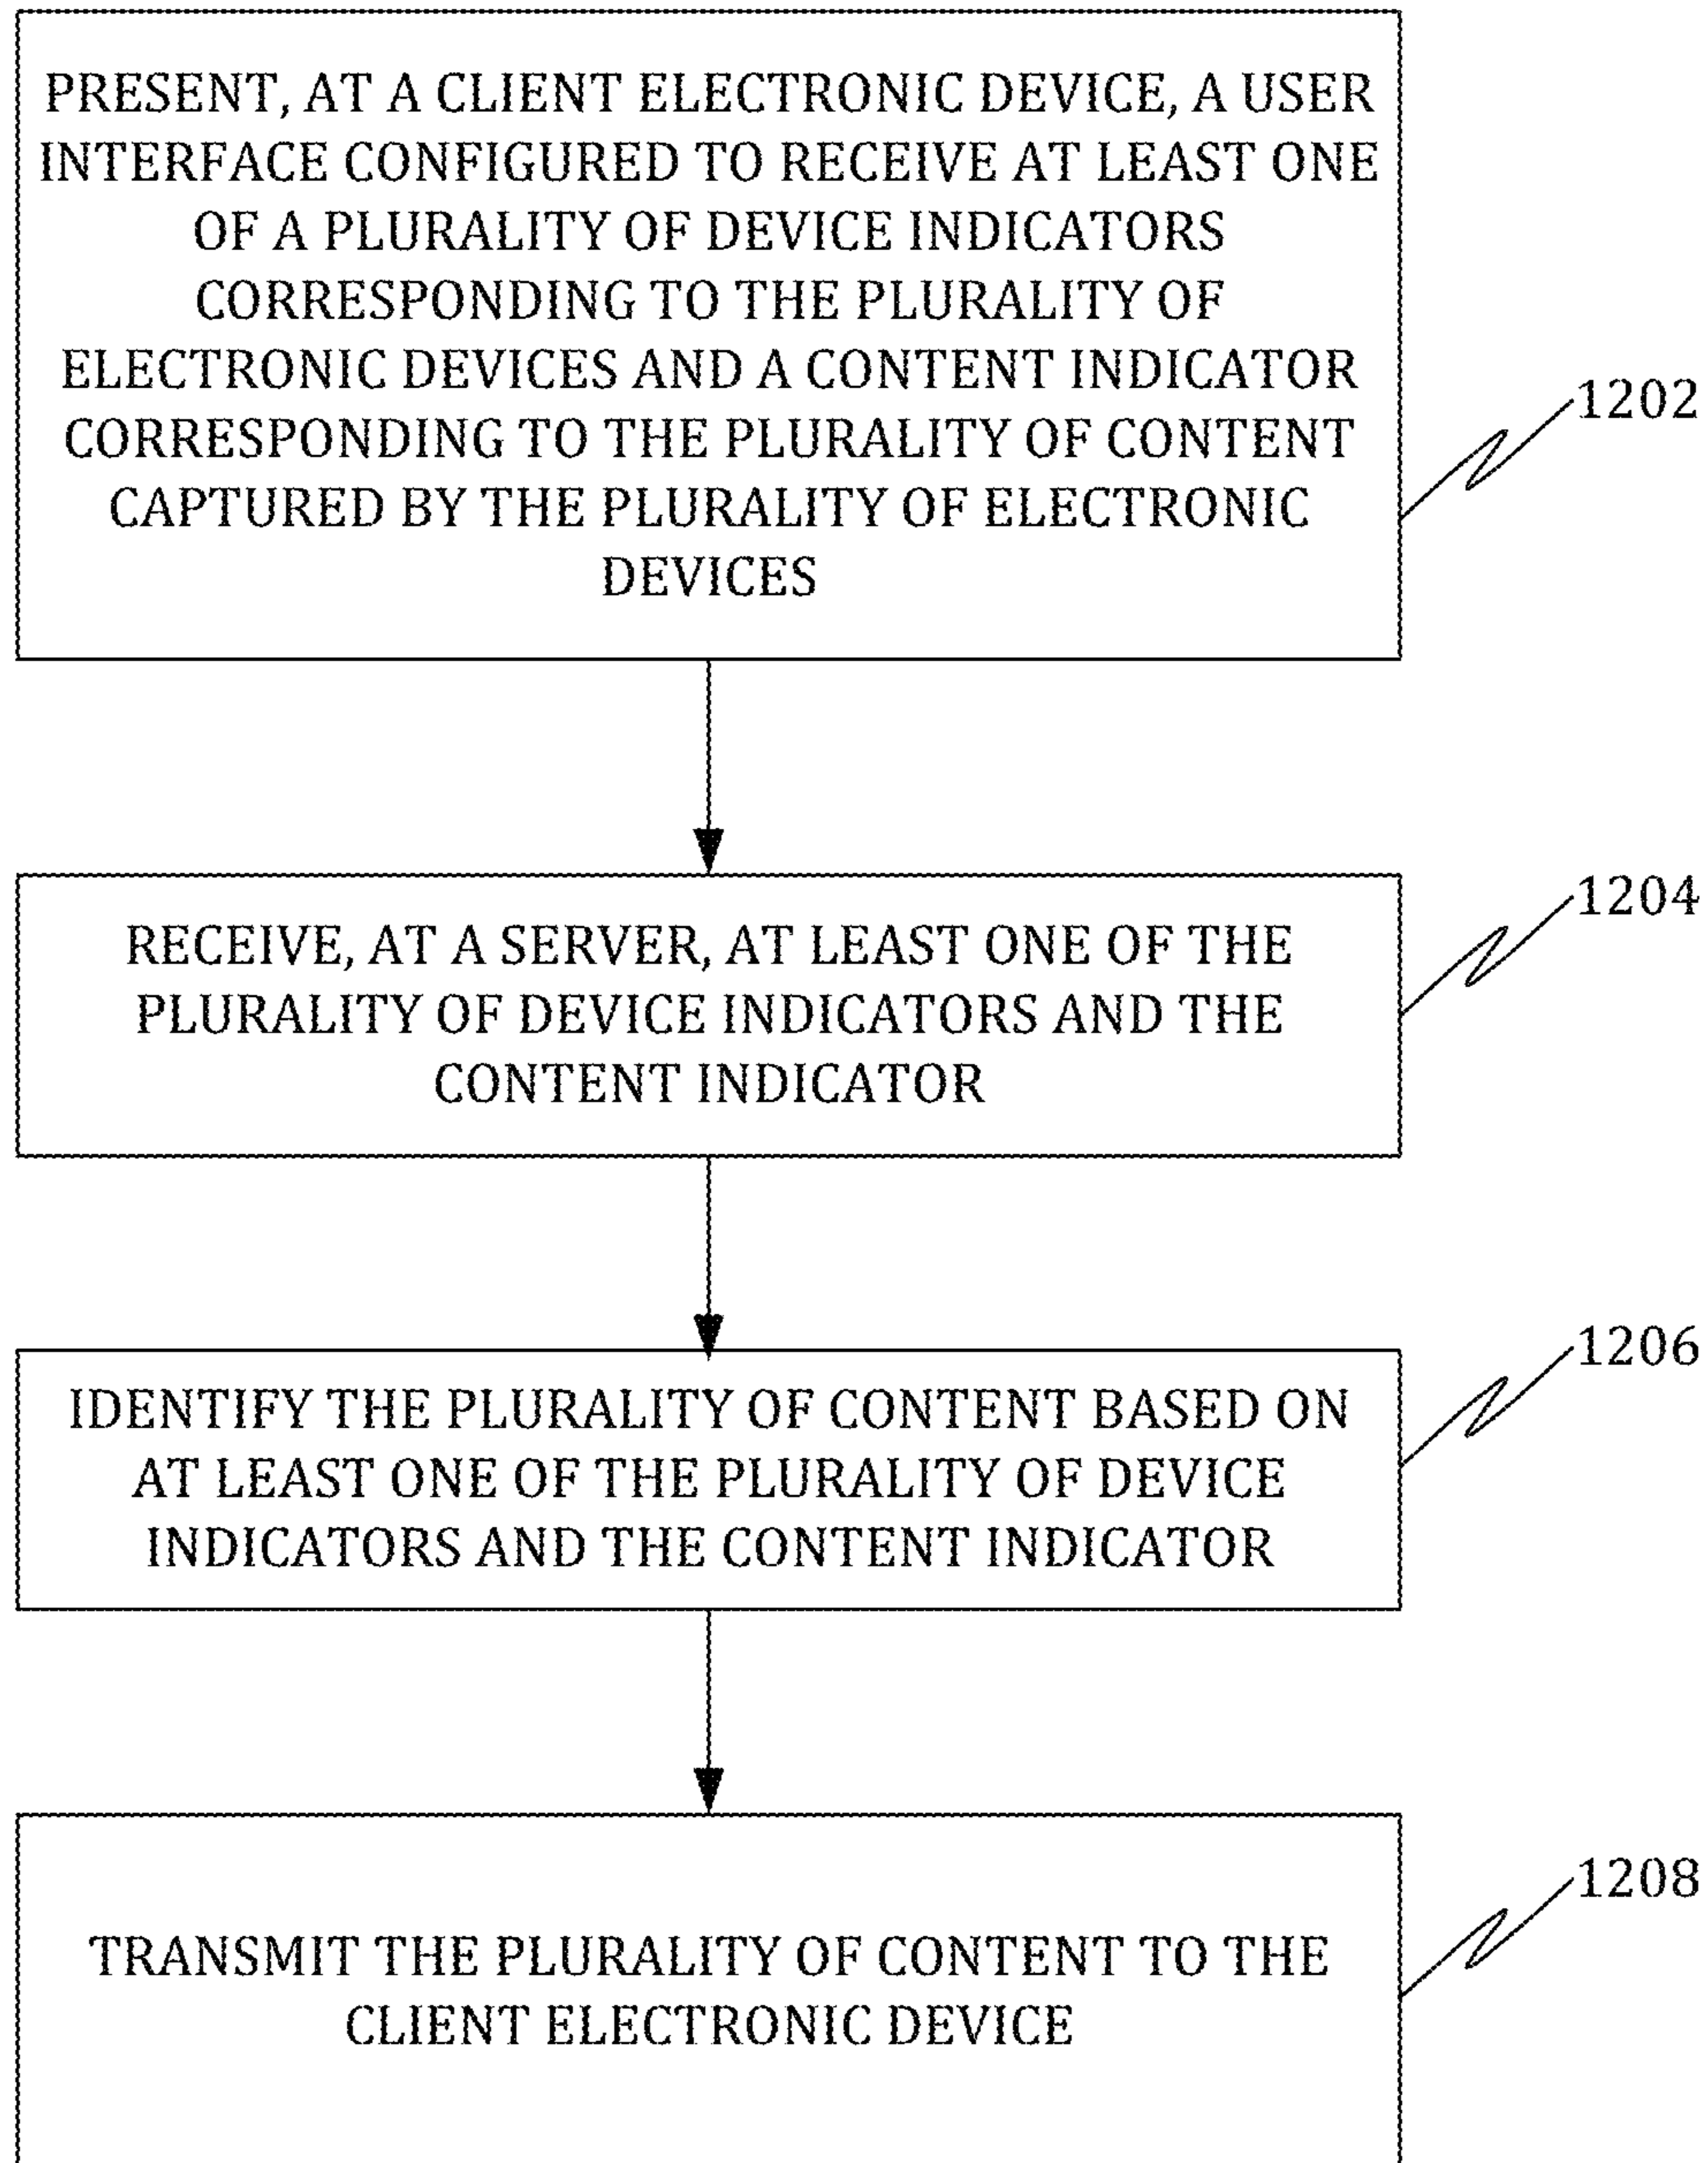 PRESENT, AT A CLIENT ELECTRONIC DEVICE, A USER
INTERFACE CONFIGURED TO RECEIVE AT LEAST ONE
OF A PLURALITY OF DEVICE INDICATORS
CORRESPONDING TO THE PLURALITY OF
ELECTRONIC DEVICES AND A CONTENT INDICATOR
CORRESPONDING TO THE PLURALITY OF CONTENT
CAPTURED BY THE PLURALITY OF ELECTRONIC
DEVICES
1202
RECEIVE, AT A SERVER, AT LEAST ONE OF THE
PLURALITY OF DEVICE INDICATORS AND THE
CONTENT INDICATOR
1204
IDENTIFY THE PLURALITY OF CONTENT BASED ON
AT LEAST ONE OF THE PLURALITY OF DEVICE
INDICATORS AND THE CONTENT INDICATOR
1206
TRANSMIT THE PLURALITY OF CONTENT TO THE
CLIENT ELECTRONIC DEVICE
1208